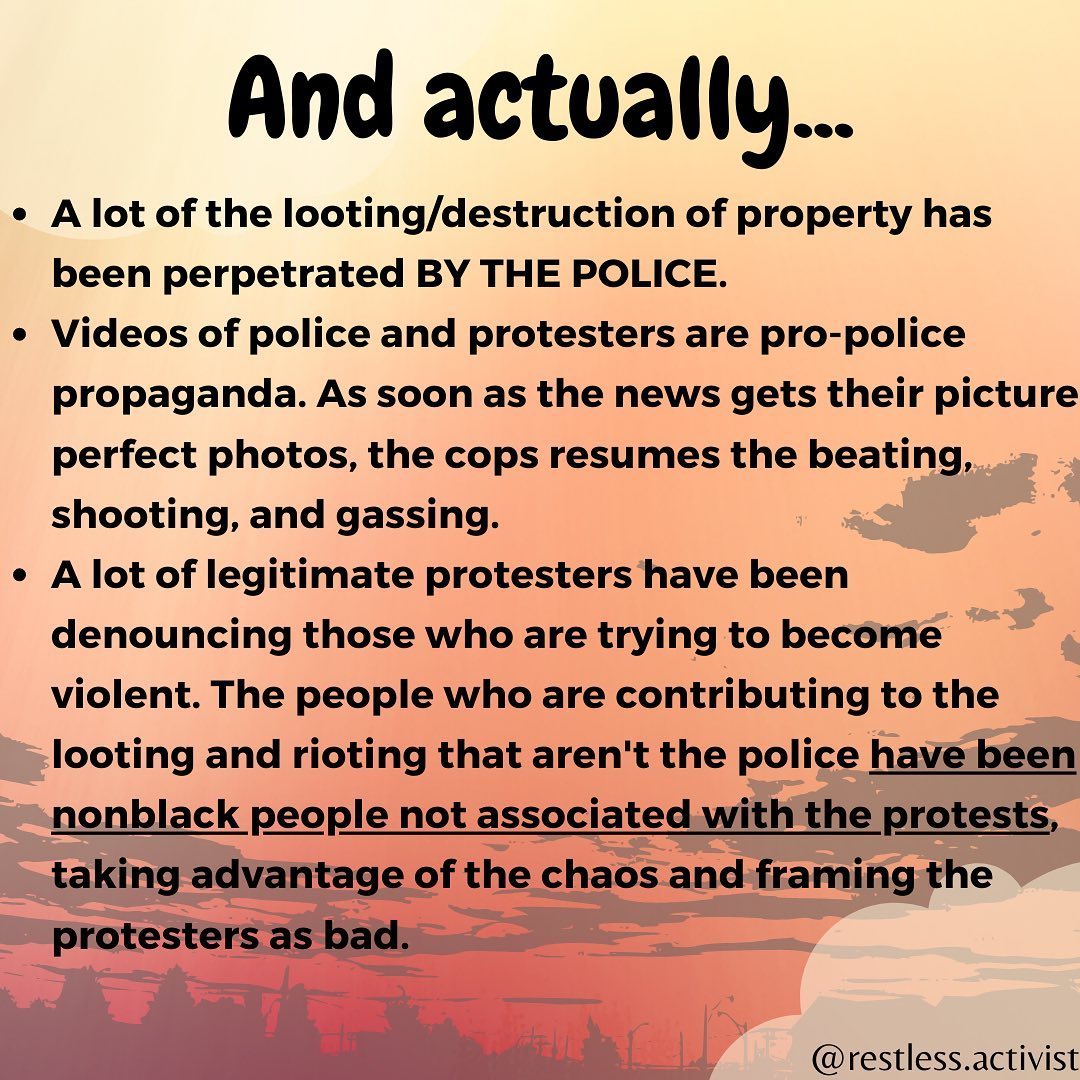 And actually...
• A lot of the looting/destruction of property has
been perpetrated BY THE POLICE.
• Videos of police and protesters are pro-police
propaganda. As soon as the news gets their picture
perfect photos, the cops resumes the beating,
shooting, and gassing.
• A lot of legitimate protesters have been
denouncing those who are trying to become
violent. The people who are contributing to the
looting and rioting that aren't the police have been
nonblack people not associated with the protests,
taking advantage of the chaos and framing the
protesters as bad.
@restless.activist